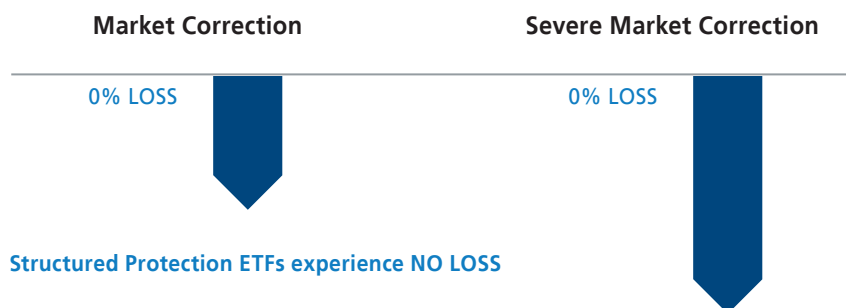 Market Correction
Severe Market Correction
0% LOSS
0% LOSS
Structured Protection ETFs experience NO LOSS